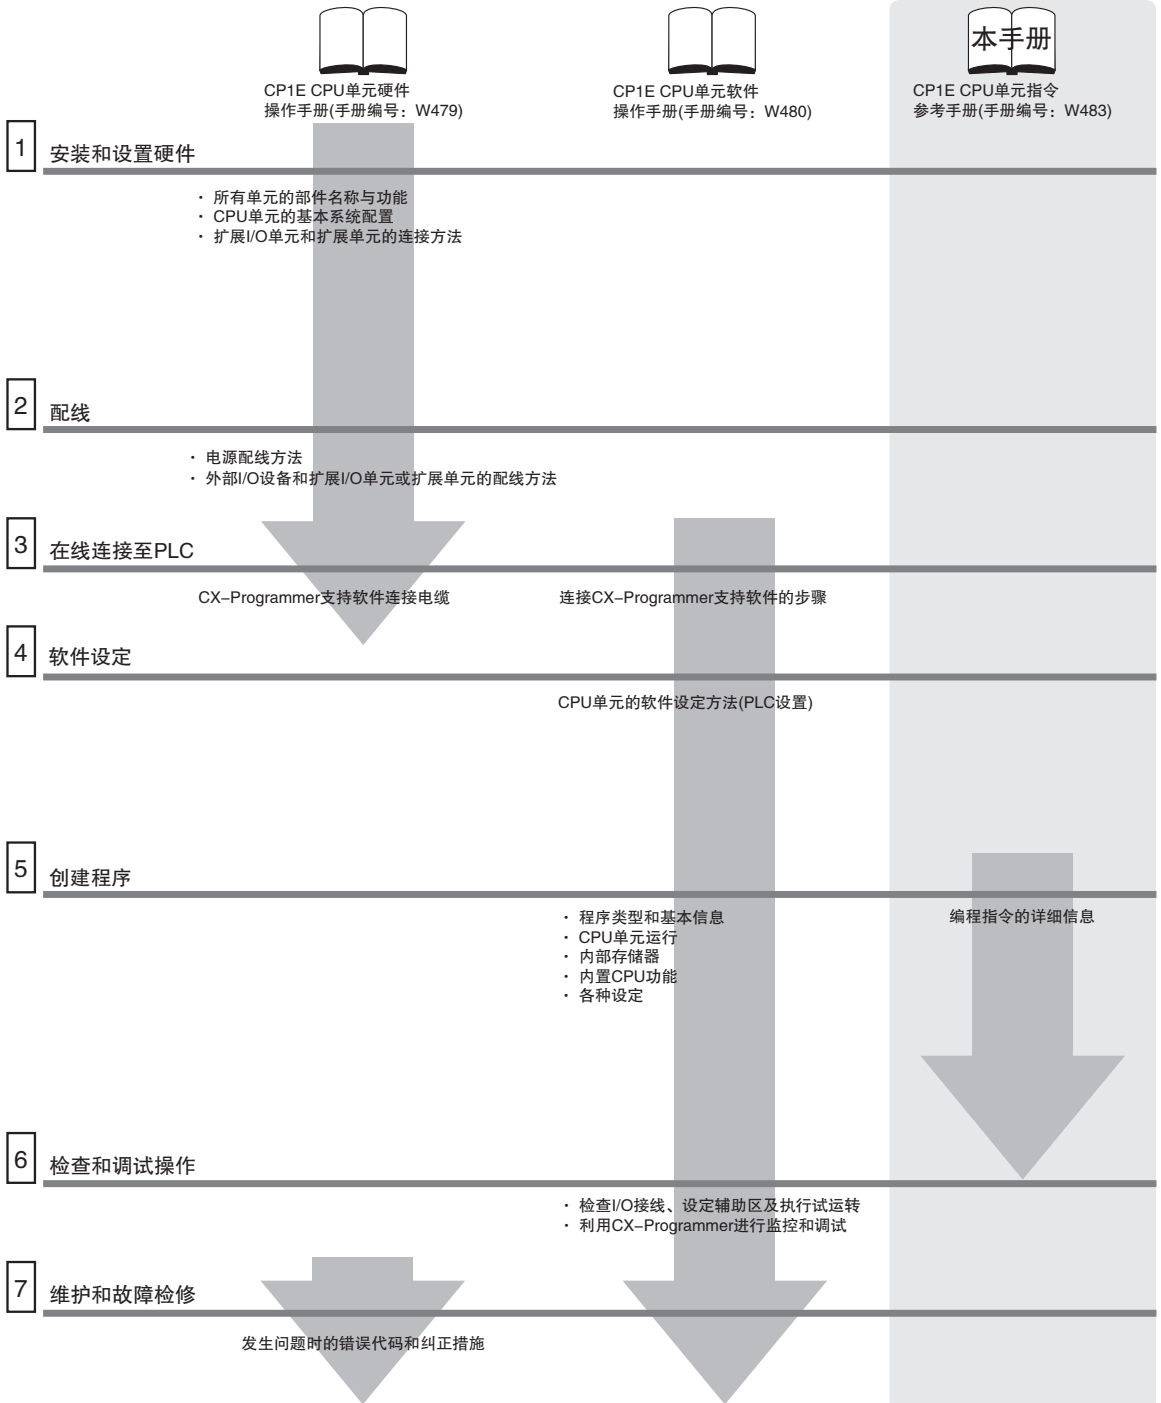 本手册
CP1E CPU单元硬件
操作手册(手册编号：W479)
CP1E CPU单元软件
操作手册(手册编号：W480)
CP1E CPU单元指令
参考手册(手册编号：W483)
1 安装和设置硬件
· 所有单元的部件名称与功能
· CPU单元的基本系统配置
· 扩展I/O单元和扩展单元的连接方法
2 配线
· 电源配线方法
· 外部I/O设备和扩展I/O单元或扩展单元的配线方法
3 在线连接至PLC
CX–Programmer支持软件连接电缆
连接CX–Programmer支持软件的步骤
4 软件设定
CPU单元的软件设定方法(PLC设置)
5 创建程序
· 程序类型和基本信息
· CPU单元运行
· 内部存储器
· 内置CPU功能
· 各种设定
编程指令的详细信息
6 检查和调试操作
· 检查I/O接线、设定辅助区及执行试运转
· 利用CX–Programmer进行监控和调试
7 维护和故障检修
发生问题时的错误代码和纠正措施